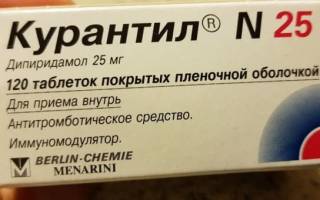 Курантил® N 25
Дипиридамол 25 мг
120 таблеток покрытых пленочной оболочкой
Для приема внутрь
Антитромботическое средство.
Иммуномодулятор.
BERLIN-CHEMIE
MENARINI